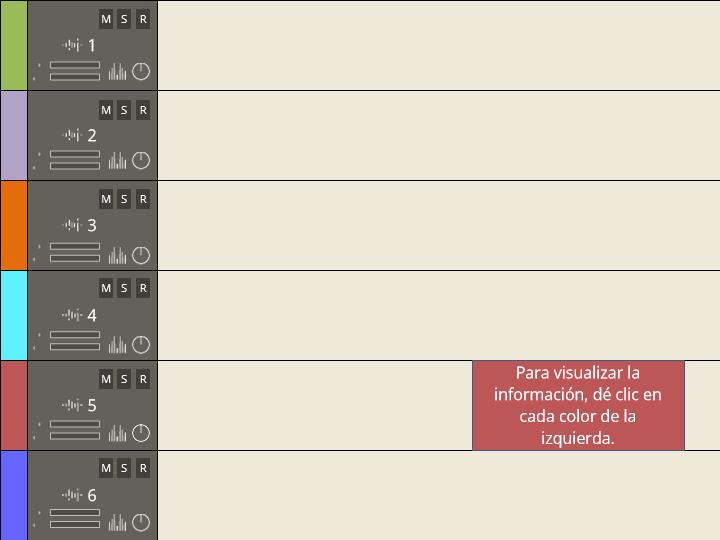 M S R
1
M S R
2
M S R
3
M S R
4
M S R
5
Para visualizar la
información, dé clic en
cada color de la
izquierda.
M S R
6